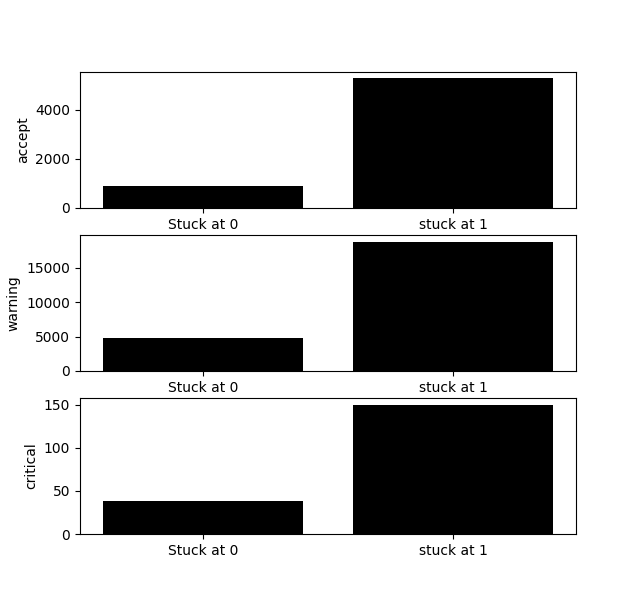 accept
4000
2000
0
Stuck at 0 stuck at 1
warning
15000
10000
5000
0
Stuck at 0 stuck at 1
critical
150
100
50
0
Stuck at 0 stuck at 1